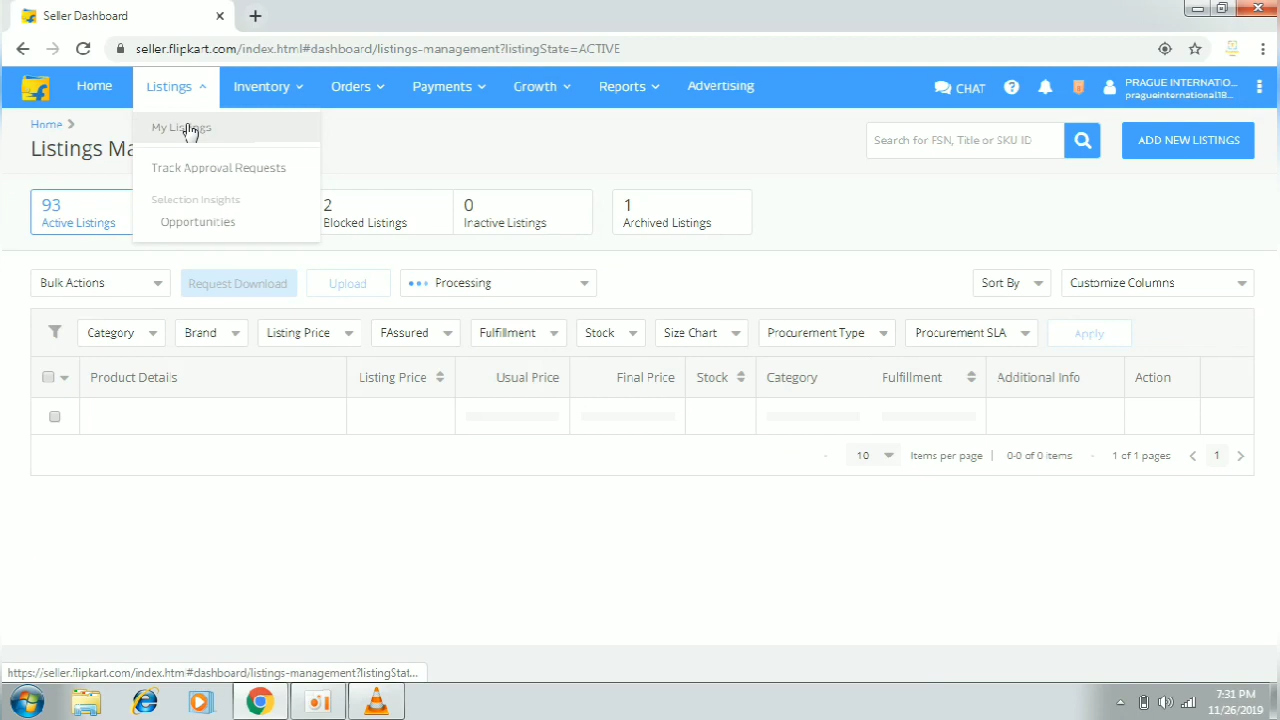 Seller Dashboard
seller.flipkart.com/index.html#dashboard/listings-management?listingState=ACTIVE
Home
Listings
Inventory
Orders
Payments
Growth
Reports
Advertising
CHAT
PRAGUE INTERNATIO...
pragueinternational18...
Home
My Listings
Listings Ma
Search for FSN, Title or SKU ID
ADD NEW LISTINGS
Track Approval Requests
Selection Insights
Opportunities
93
Active Listings
2
Blocked Listings
0
Inactive Listings
1
Archived Listings
Bulk Actions
Request Download
Upload
Processing
Sort By
Customize Columns
Category
Brand
Listing Price
FAssured
Fulfillment
Stock
Size Chart
Procurement Type
Procurement SLA
Apply
Product Details
Listing Price
Usual Price
Final Price
Stock
Category
Fulfillment
Additional Info
Action
10
Items per page
0-0 of 0 items
1 of 1 pages
1
https://seller.flipkart.com/index.html#dashboard/listings-management?listingStat...
7:31 PM
11/26/2019